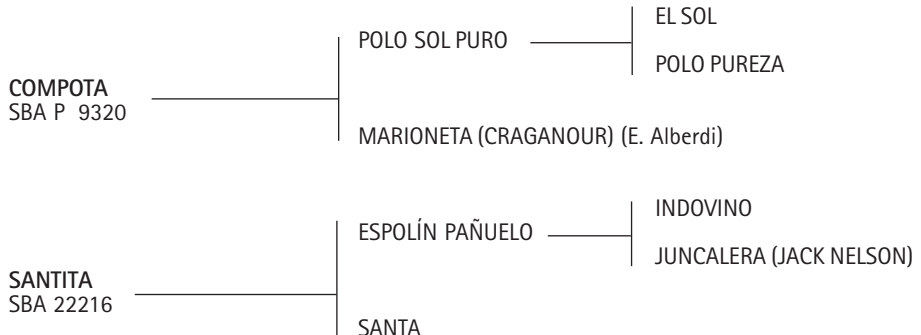 EL SOL
POLO SOL PURO
POLO PUREZA
COMPOTA
SBA P 9320
MARIONETA (CRAGANOUR) (E. Alberdi)
INDOVINO
ESPOLÍN PAÑUELO
JUNCALERA (JACK NELSON)
SANTITA
SBA 22216
SANTA